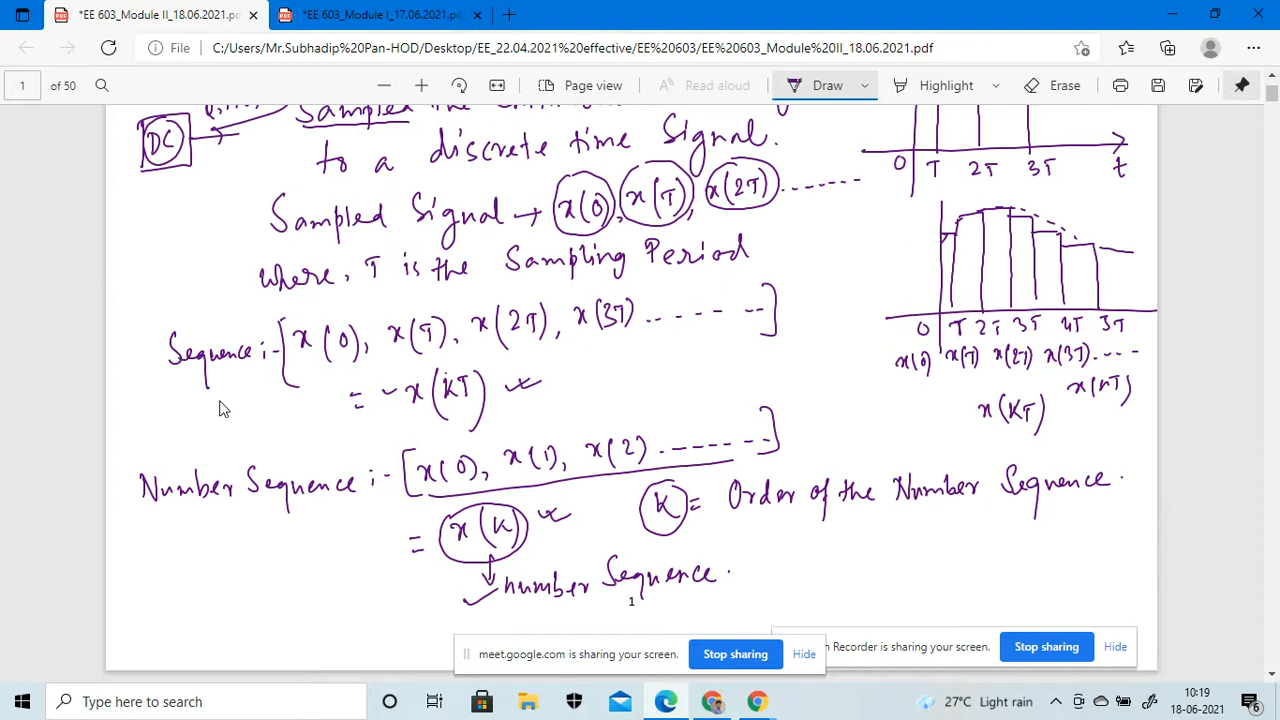 *EE 603_Module II_18.06.2021.pd
*EE 603_Module I_17.06.2021.pd
File
C:/Users/Mr.Subhadip%20Pan-HOD/Desktop/EE_22.04.2021%20effective/EE%20603/EE%20603_Module%20II_18.06.2021.pdf
1 of 50
Page view
Read aloud
Draw
Highlight
Erase
DC
Sampled the
to a discrete time Signal.
Sampled Signal → x(0), x(T), x(2T).......
where, T is the Sampling Period
Sequence :- [x(0), x(T), x(2T), x(3T)........]
= x(kT)
Number Sequence :- [x(0), x(1), x(2).........]
= x(K)
K = Order of the Number Sequence.
number Sequence.
1
0 T 2T 3T t
0 T 2T 3T 4T 3T
x(0) x(T) x(2T) x(3T)....
x(KT) x(nT)
meet.google.com is sharing your screen.
Stop sharing
Hide
n Recorder is sharing your screen.
Stop sharing
Hide
Type here to search
27°C Light rain
10:19
18-06-2021
6